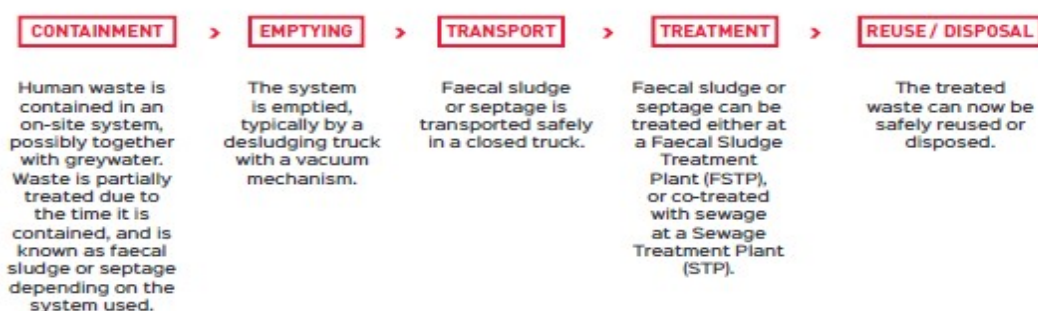 CONTAINMENT > EMPTYING > TRANSPORT > TREATMENT > REUSE / DISPOSAL
Human waste is
contained in an
on-site system,
possibly together
with greywater.
Waste is partially
treated due to
the time it is
contained, and is
known as faecal
sludge or septage
depending on the
system used.
The system
is emptied,
typically by a
desludging truck
with a vacuum
mechanism.
Faecal sludge
or septage is
transported safely
in a closed truck.
Faecal sludge or
septage can be
treated either at
a Faecal Sludge
Treatment
Plant (FSTP),
or co-treated
with sewage
at a Sewage
Treatment Plant
(STP).
The treated
waste can now be
safely reused or
disposed.